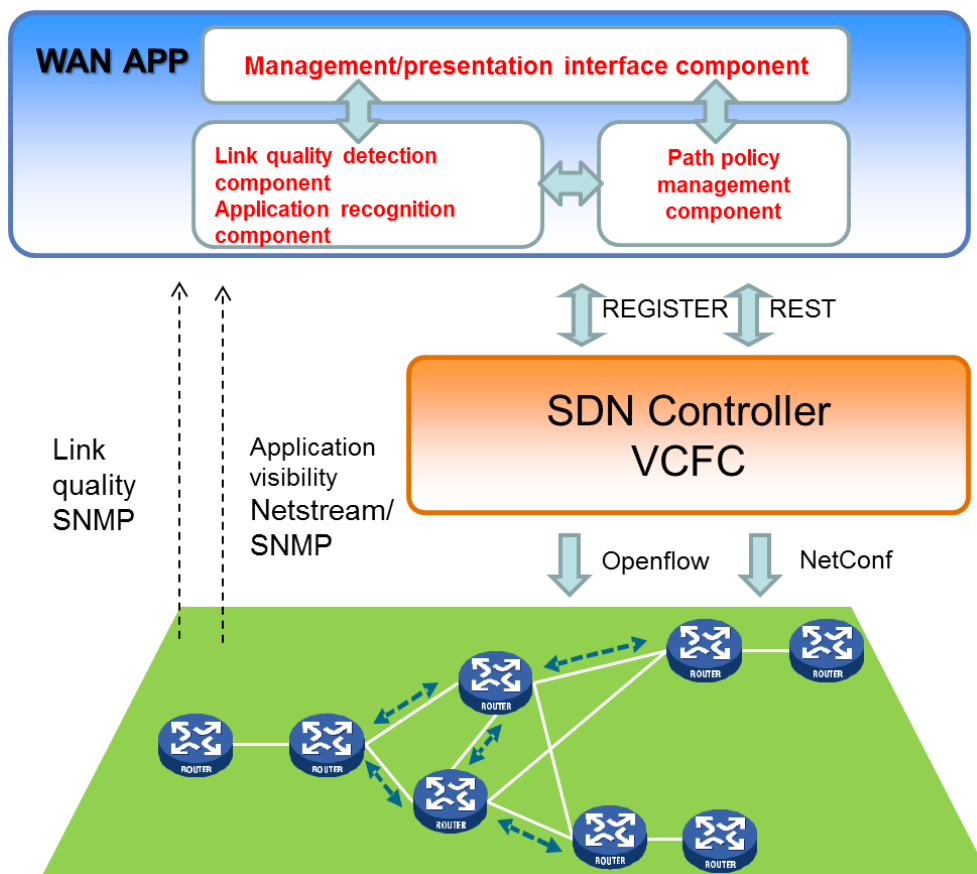 WAN APP
Management/presentation interface component
Link quality detection
component
Application recognition
component
Path policy
management
component
REGISTER
REST
SDN Controller
VCFC
Link
quality
SNMP
Application
visibility
Netstream/
SNMP
Openflow
NetConf
ROUTER
ROUTER
ROUTER
ROUTER
ROUTER
ROUTER
ROUTER
ROUTER